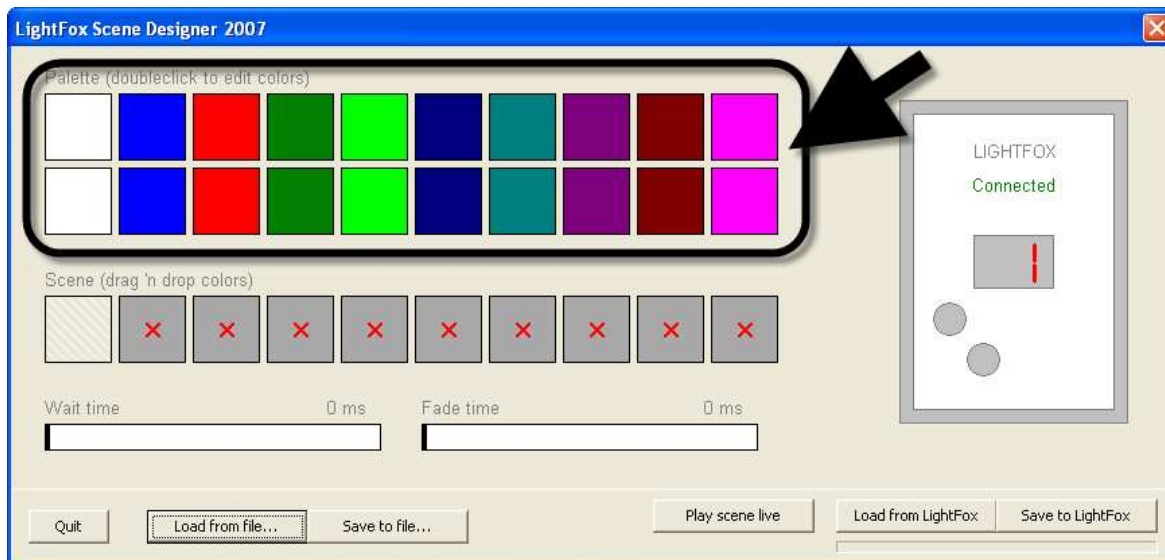 LightFox Scene Designer 2007
Palette (doubleclick to edit colors)
LIGHTFOX
Connected
1
Scene (drag 'n drop colors)
Wait time 0 ms Fade time 0 ms
Quit Load from file... Save to file... Play scene live Load from LightFox Save to LightFox